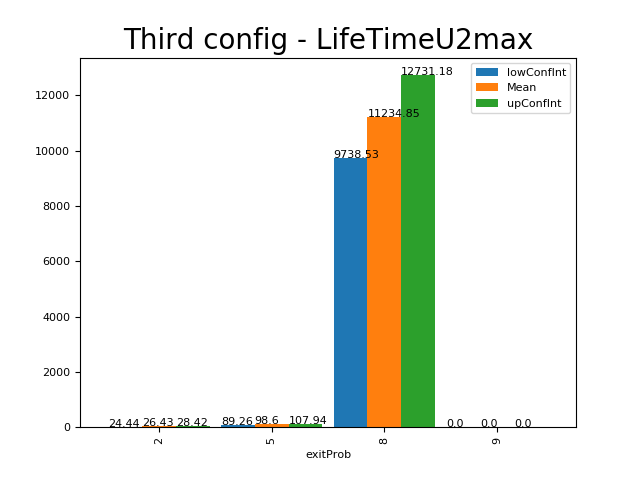 Third config - LifeTimeU2max
lowConfInt
Mean
upConfInt
12000
10000
8000
6000
4000
2000
0
24.44 26.43 28.42 89.26 98.6 107.94 9738.53 11234.85 12731.18 0.0 0.0 0.0
2 5 8 9
exitProb